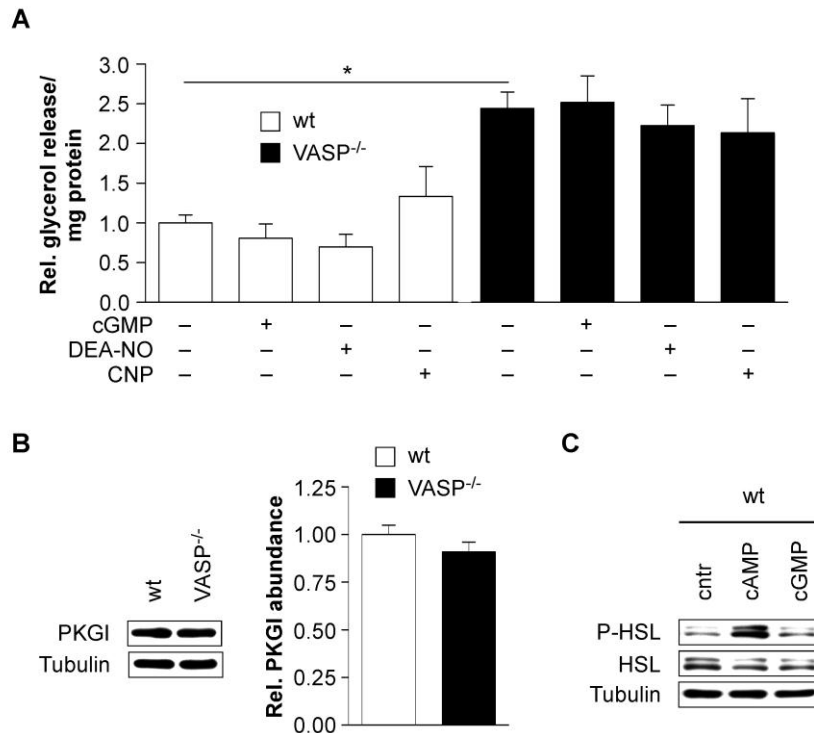 A
Rel. glycerol release/
mg protein
3.0
2.5
2.0
1.5
1.0
0.5
0.0
*
wt
VASP-/-
cGMP – + – – – + – –
DEA-NO – – + – – – + –
CNP – – – + – – – +
B
wt
VASP-/-
PKGI
Tubulin
wt
VASP-/-
Rel. PKGI abundance
1.25
1.00
0.75
0.50
0.25
0.00
C
wt
cntr
cAMP
cGMP
P-HSL
HSL
Tubulin